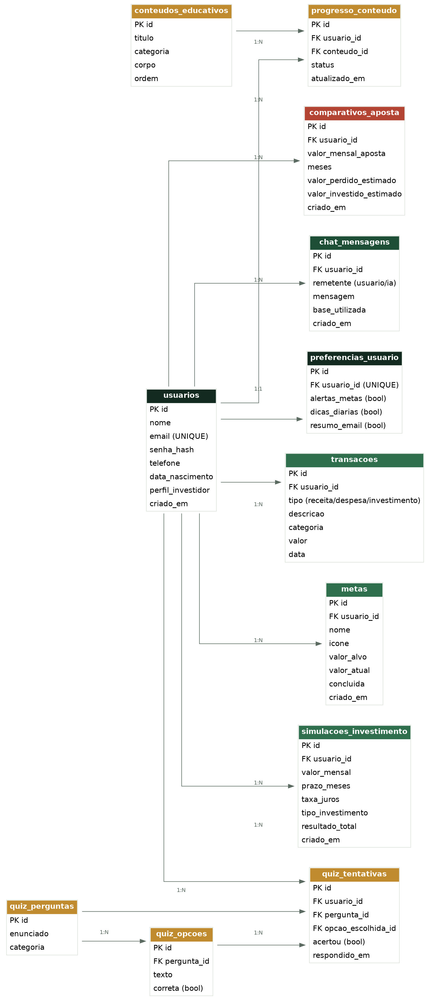 conteudos_educativos
PK id
titulo
categoria
corpo
ordem
1:N
progresso_conteudo
PK id
FK usuario_id
FK conteudo_id
status
atualizado_em
1:N
comparativos_aposta
PK id
FK usuario_id
valor_mensal_aposta
meses
valor_perdido_estimado
valor_investido_estimado
criado_em
1:N
chat_mensagens
PK id
FK usuario_id
remetente (usuario/ia)
mensagem
base_utilizada
criado_em
1:N
preferencias_usuario
PK id
FK usuario_id (UNIQUE)
alertas_metas (bool)
dicas_diarias (bool)
resumo_email (bool)
1:1
usuarios
PK id
nome
email (UNIQUE)
senha_hash
telefone
data_nascimento
perfil_investidor
criado_em
transacoes
PK id
FK usuario_id
tipo (receita/despesa/investimento)
descricao
categoria
valor
data
1:N
metas
PK id
FK usuario_id
nome
icone
valor_alvo
valor_atual
concluida
criado_em
1:N
simulacoes_investimento
PK id
FK usuario_id
valor_mensal
prazo_meses
taxa_juros
tipo_investimento
resultado_total
criado_em
1:N
1:N
quiz_tentativas
PK id
FK usuario_id
FK pergunta_id
FK opcao_escolhida_id
acertou (bool)
respondido_em
1:N
quiz_perguntas
PK id
enunciado
categoria
1:N
quiz_opcoes
PK id
FK pergunta_id
texto
correta (bool)
1:N